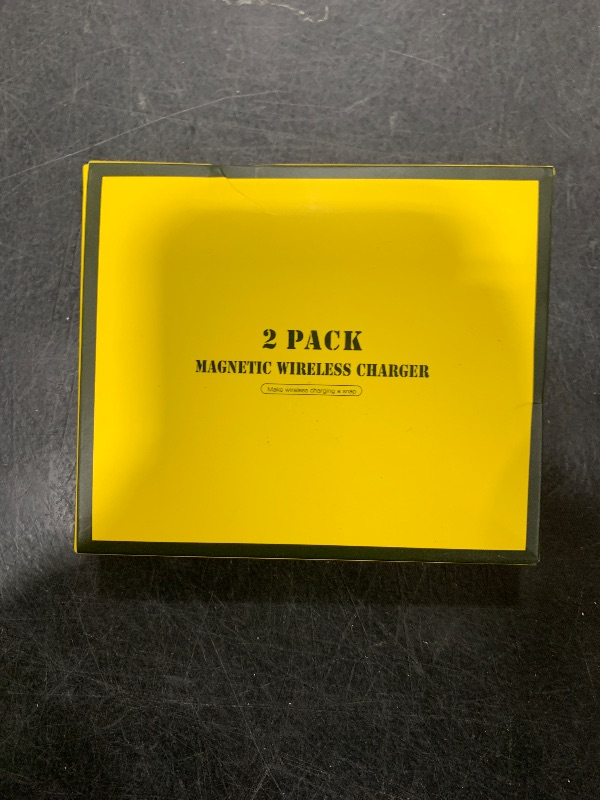 2 PACK
MAGNETIC WIRELESS CHARGER
Make wireless charging a snap